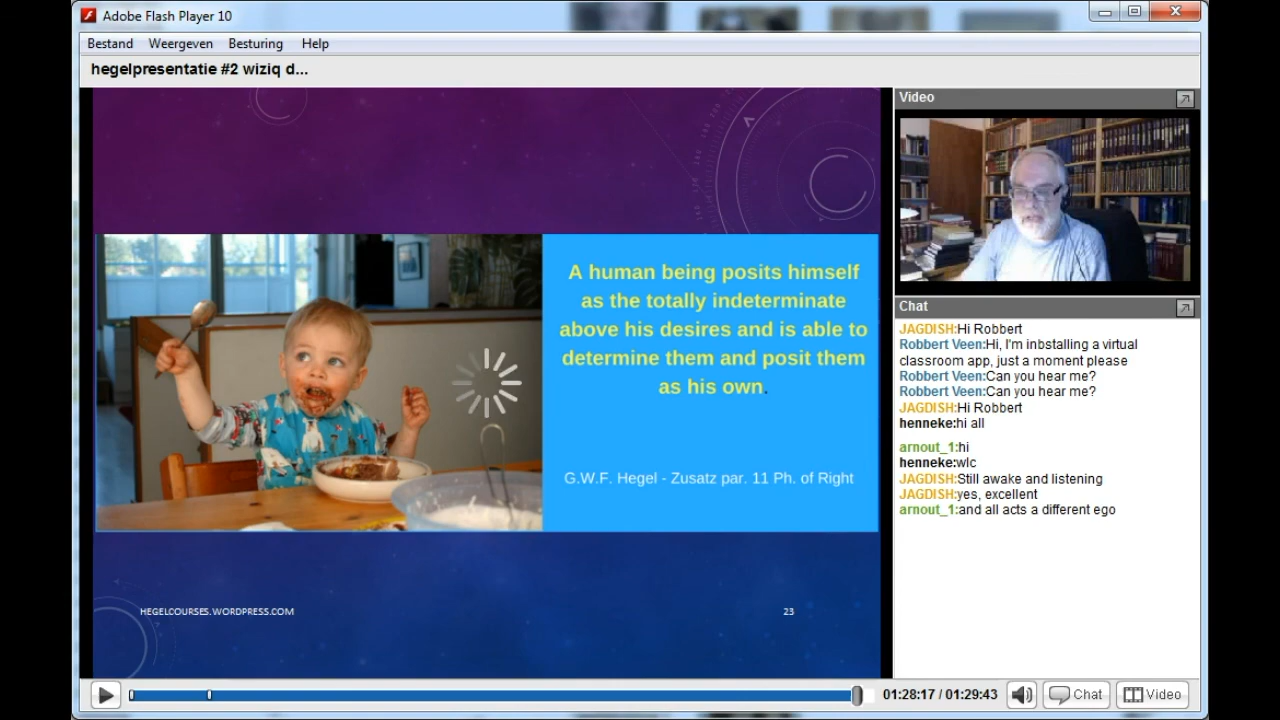 Adobe Flash Player 10
Bestand Weergeven Besturing Help
hegelpresentatie #2 wiziq d...
A human being posits himself
as the totally indeterminate
above his desires and is able to
determine them and posit them
as his own.
G.W.F. Hegel - Zusatz par. 11 Ph. of Right
HEGELCOURSES.WORDPRESS.COM
23
Video
Chat
JAGDISH:Hi Robbert
Robbert Veen:Hi, I'm inbstalling a virtual
classroom app, just a moment please
Robbert Veen:Can you hear me?
Robbert Veen:Can you hear me?
JAGDISH:Hi Robbert
henneke:hi all
arnout_1:hi
henneke:wlc
JAGDISH:Still awake and listening
JAGDISH:yes, excellent
arnout_1:and all acts a different ego
01:28:17 / 01:29:43
Chat
Video